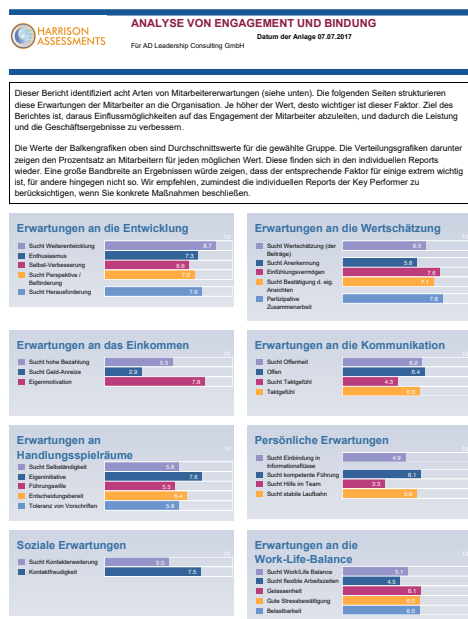 HARRISON
ASSESSMENTS
ANALYSE VON ENGAGEMENT UND BINDUNG
Datum der Anlage 07.07.2017
Für AD Leadership Consulting GmbH
Dieser Bericht identifiziert acht Arten von Mitarbeitererwartungen (siehe unten). Die folgenden Seiten strukturieren
diese Erwartungen der Mitarbeiter an die Organisation. Je höher der Wert, desto wichtiger ist dieser Faktor. Ziel des
Berichtes ist, daraus Einflussmöglichkeiten auf das Engagement der Mitarbeiter abzuleiten, and dadurch die Leistung
und die Geschäftsergebnisse zu verbessern.
Die Werte der Balkengrafiken oben sind Durchschnittswerte für die gewählte Gruppe. Die Verteilungsgrafiken darunter
zeigen den Prozentsatz an Mitarbeitern für jeden möglichen Wert. Diese finden sich in den individuellen Reports
wieder. Eine große Bandbreite an Ergebnissen würde zeigen, dass der entsprechende Faktor für einige extrem wichtig
ist, für andere hingegen nicht so. Wir empfehlen, zumindest die individuellen Reports der Key Performer zu
berücksichtigen, wenn Sie konkrete Maßnahmen beschließen.
Erwartungen an die Entwicklung
10
Sucht Weiterentwicklung 8.7
Enthusiasmus 7.3
Selbst-Verbesserung 6.6
Sucht Perspektive / 7.0
Beförderung
Sucht Herausforderung 7.6
Erwartungen an die Wertschätzung
10
Sucht Wertschätzung (der 6.5
Beiträge)
Sucht Anerkennung 5.8
Einfühlungsvermögen 7.6
Sucht Bestätigung d. eig. 7.1
Ansichten
Partizipative 7.8
Zusammenarbeit
Erwartungen an das Einkommen
10
Sucht hohe Bezahlung 5.3
Sucht Geld-Anreize 2.9
Eigenmotivation 7.8
Erwartungen an die Kommunikation
10
Sucht Offenheit 6.2
Offen 6.4
Sucht Taktgefühl 4.3
Taktgefühl 6.0
Erwartungen an
Handlungsspielräume
10
Sucht Selbständigkeit 5.8
Eigeninitiative 7.6
Führungswille 5.5
Entscheidungsbereit 6.4
Toleranz von Vorschriften 5.8
Persönliche Erwartungen
10
Sucht Einbindung in 4.9
Informationsflüsse
Sucht kompetente Führung 6.1
Sucht Hilfe im Team 3.3
Sucht stabile Laufbahn 5.8
Soziale Erwartungen
10
Sucht Kontakterweiterung 5.0
Kontaktfreudigkeit 7.5
Erwartungen an die
Work-Life-Balance
10
Sucht Work/Life Balance 5.1
Sucht flexible Arbeitszeiten 4.5
Gelassenheit 6.1
Gute Stressbewältigung 6.0
Belastbarkeit 6.0